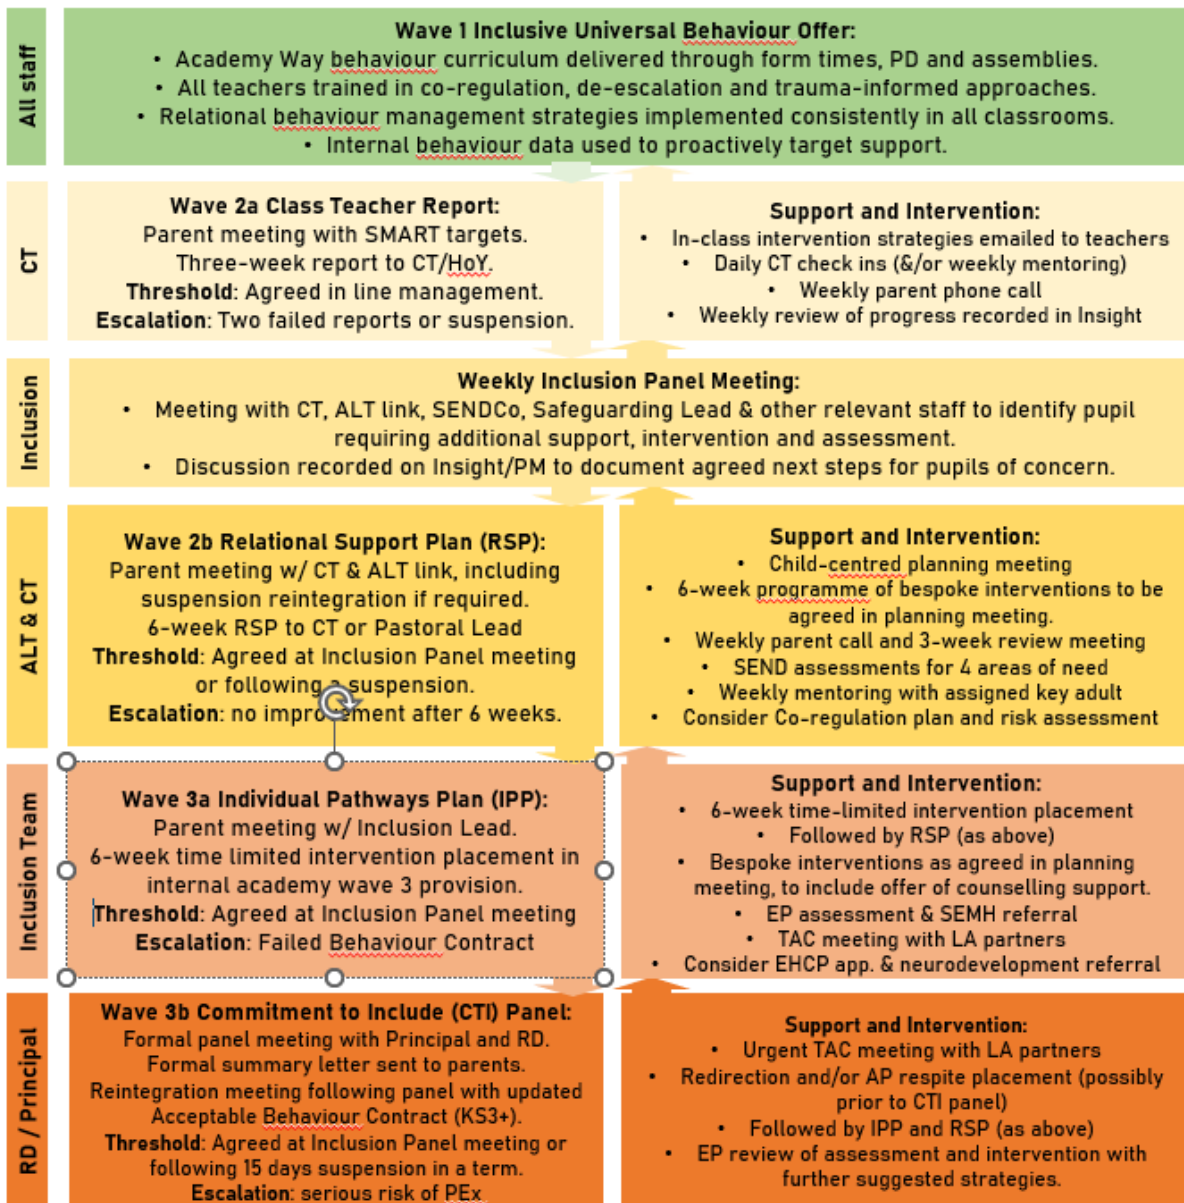 All staff
Wave 1 Inclusive Universal Behaviour Offer:
• Academy Way behaviour curriculum delivered through form times, PD and assemblies.
• All teachers trained in co-regulation, de-escalation and trauma-informed approaches.
• Relational behaviour management strategies implemented consistently in all classrooms.
• Internal behaviour data used to proactively target support.
CT
Wave 2a Class Teacher Report:
Parent meeting with SMART targets.
Three-week report to CT/HoY.
Threshold: Agreed in line management.
Escalation: Two failed reports or suspension.
Support and Intervention:
• In-class intervention strategies emailed to teachers
• Daily CT check ins (&/or weekly mentoring)
• Weekly parent phone call
• Weekly review of progress recorded in Insight
Inclusion
Weekly Inclusion Panel Meeting:
• Meeting with CT, ALT link, SENDCo, Safeguarding Lead & other relevant staff to identify pupil
requiring additional support, intervention and assessment.
• Discussion recorded on Insight/PM to document agreed next steps for pupils of concern.
ALT & CT
Wave 2b Relational Support Plan (RSP):
Parent meeting w/ CT & ALT link, including
suspension reintegration if required.
6-week RSP to CT or Pastoral Lead
Threshold: Agreed at Inclusion Panel meeting
or following a suspension.
Escalation: no improvement after 6 weeks.
Support and Intervention:
• Child-centred planning meeting
• 6-week programme of bespoke interventions to be
agreed in planning meeting.
• Weekly parent call and 3-week review meeting
• SEND assessments for 4 areas of need
• Weekly mentoring with assigned key adult
• Consider Co-regulation plan and risk assessment
Inclusion Team
Wave 3a Individual Pathways Plan (IPP):
Parent meeting w/ Inclusion Lead.
6-week time limited intervention placement in
internal academy wave 3 provision.
Threshold: Agreed at Inclusion Panel meeting
Escalation: Failed Behaviour Contract
Support and Intervention:
• 6-week time-limited intervention placement
• Followed by RSP (as above)
• Bespoke interventions as agreed in planning
meeting, to include offer of counselling support.
• EP assessment & SEMH referral
• TAC meeting with LA partners
• Consider EHCP app. & neurodevelopment referral
RD / Principal
Wave 3b Commitment to Include (CTI) Panel:
Formal panel meeting with Principal and RD.
Formal summary letter sent to parents.
Reintegration meeting following panel with updated
Acceptable Behaviour Contract (KS3+).
Threshold: Agreed at Inclusion Panel meeting or
following 15 days suspension in a term.
Escalation: serious risk of PEx
Support and Intervention:
• Urgent TAC meeting with LA partners
• Redirection and/or AP respite placement (possibly
prior to CTI panel)
• Followed by IPP and RSP (as above)
• EP review of assessment and intervention with
further suggested strategies.